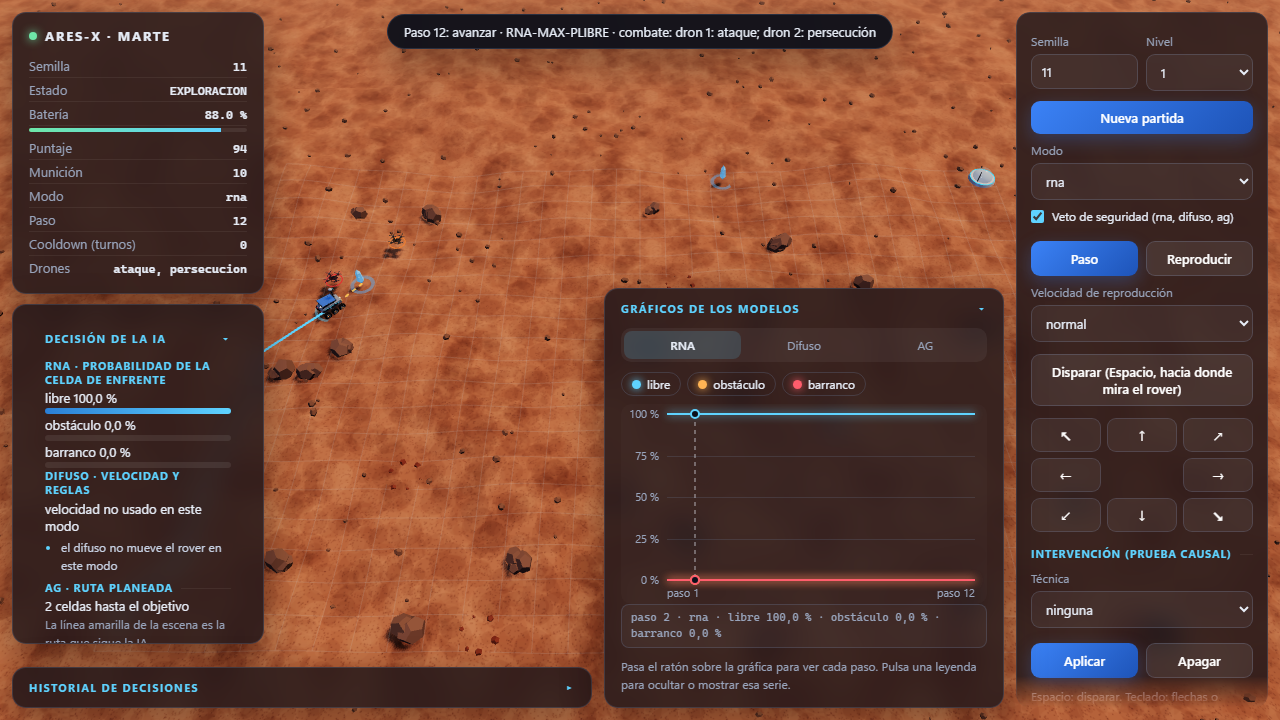 ARES-X · MARTE
Semilla 11
Estado EXPLORACION
Batería 88.0 %
Puntaje 94
Munición 10
Modo rna
Paso 12
Cooldown (turnos) 0
Drones ataque, persecucion
DECISIÓN DE LA IA
RNA · PROBABILIDAD DE LA
CELDA DE ENFRENTE
libre 100,0 %
obstáculo 0,0 %
barranco 0,0 %
DIFUSO · VELOCIDAD Y
REGLAS
velocidad no usado en este
modo
el difuso no mueve el rover en
este modo
AG · RUTA PLANEADA
2 celdas hasta el objetivo
La línea amarilla de la escena es la
ruta que sigue la IA
HISTORIAL DE DECISIONES
Paso 12: avanzar · RNA-MAX-PLIBRE · combate: dron 1: ataque; dron 2: persecución
GRÁFICOS DE LOS MODELOS
RNA Difuso AG
libre obstáculo barranco
100 %
75 %
50 %
25 %
0 %
paso 1 paso 12
paso 2 · rna · libre 100,0 % · obstáculo 0,0 % ·
barranco 0,0 %
Pasa el ratón sobre la gráfica para ver cada paso. Pulsa una leyenda
para ocultar o mostrar esa serie.
Semilla Nivel
11 1
Nueva partida
Modo
rna
Veto de seguridad (rna, difuso, ag)
Paso Reproducir
Velocidad de reproducción
normal
Disparar (Espacio, hacia donde
mira el rover)
↖ ↑ ↗
← →
↙ ↓ ↘
INTERVENCIÓN (PRUEBA CAUSAL)
Técnica
ninguna
Aplicar Apagar
Espacio: disparar. Teclado: flechas o